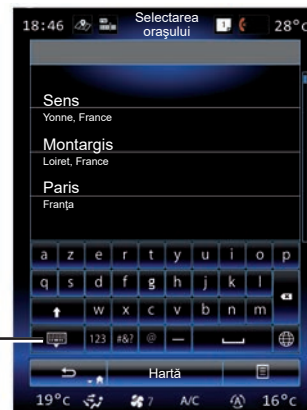 18:46
Selectarea
orașului
28°c
Sens
Yonne, France
Montargis
Loiret, France
Paris
Franța
a z e r t y u i o p
q s d f g h j k l
w x c v b n m
123 #&? @ —
Hartă
19°c 7 A/C 16°c